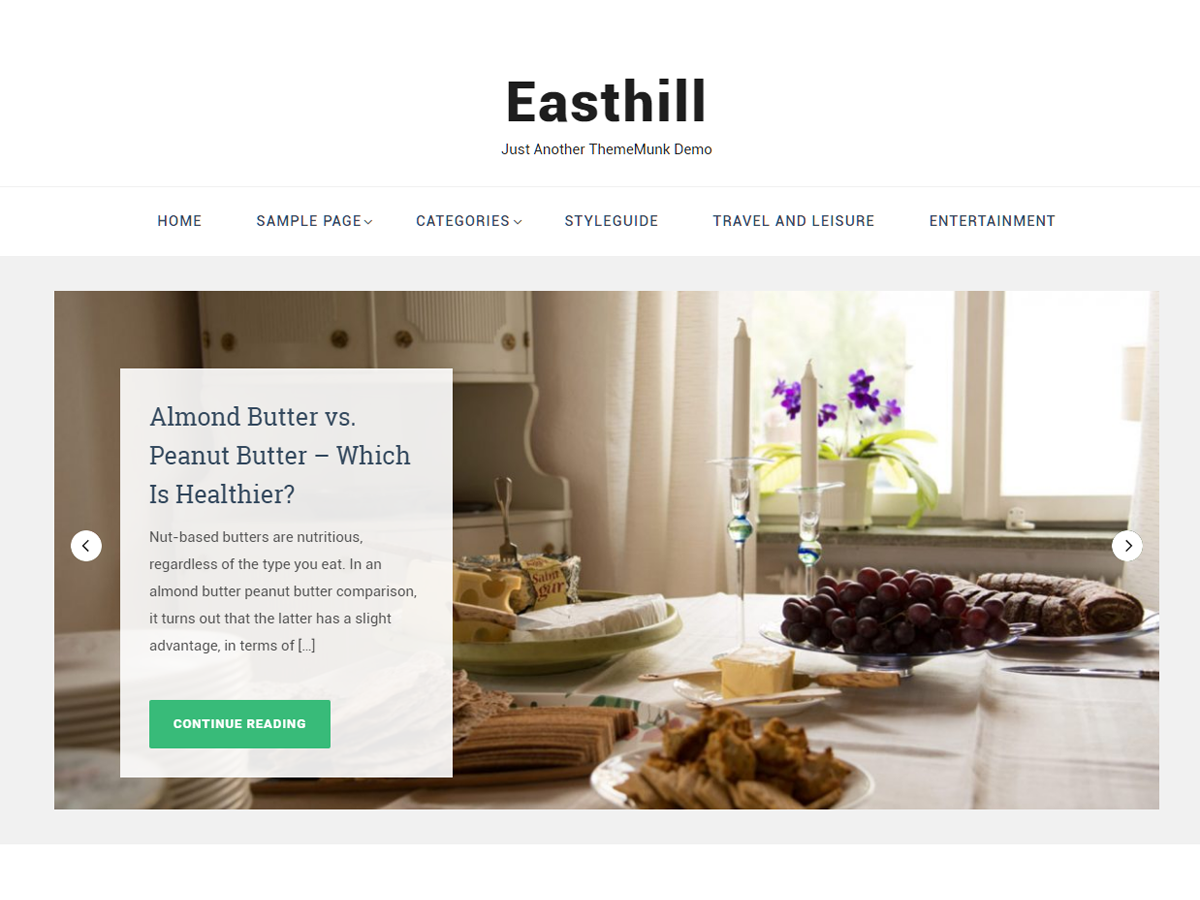 Easthill
Just Another ThemeMunk Demo
HOME SAMPLE PAGE CATEGORIES STYLEGUIDE TRAVEL AND LEISURE ENTERTAINMENT
Almond Butter vs.
Peanut Butter – Which
Is Healthier?
Nut-based butters are nutritious,
regardless of the type you eat. In an
almond butter peanut butter comparison,
it turns out that the latter has a slight
advantage, in terms of [...]
CONTINUE READING